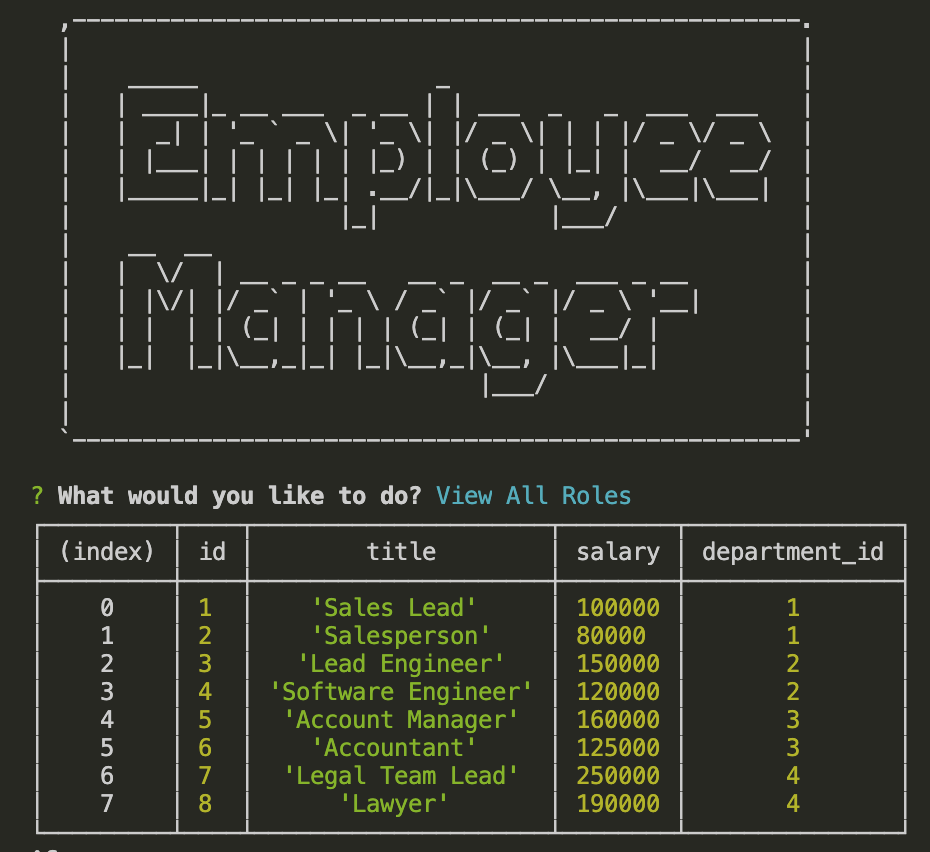 Employee
Manager
? What would you like to do? View All Roles
(index) id title salary department_id
0 1 'Sales Lead' 100000 1
1 2 'Salesperson' 80000 1
2 3 'Lead Engineer' 150000 2
3 4 'Software Engineer' 120000 2
4 5 'Account Manager' 160000 3
5 6 'Accountant' 125000 3
6 7 'Legal Team Lead' 250000 4
7 8 'Lawyer' 190000 4